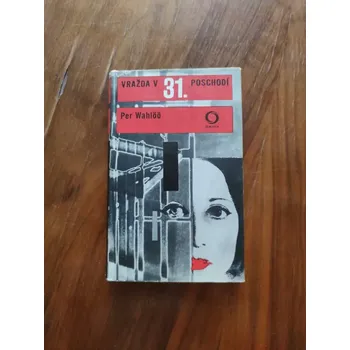 VRAŽDA V 31. POSCHODÍ
Per Wahlöö